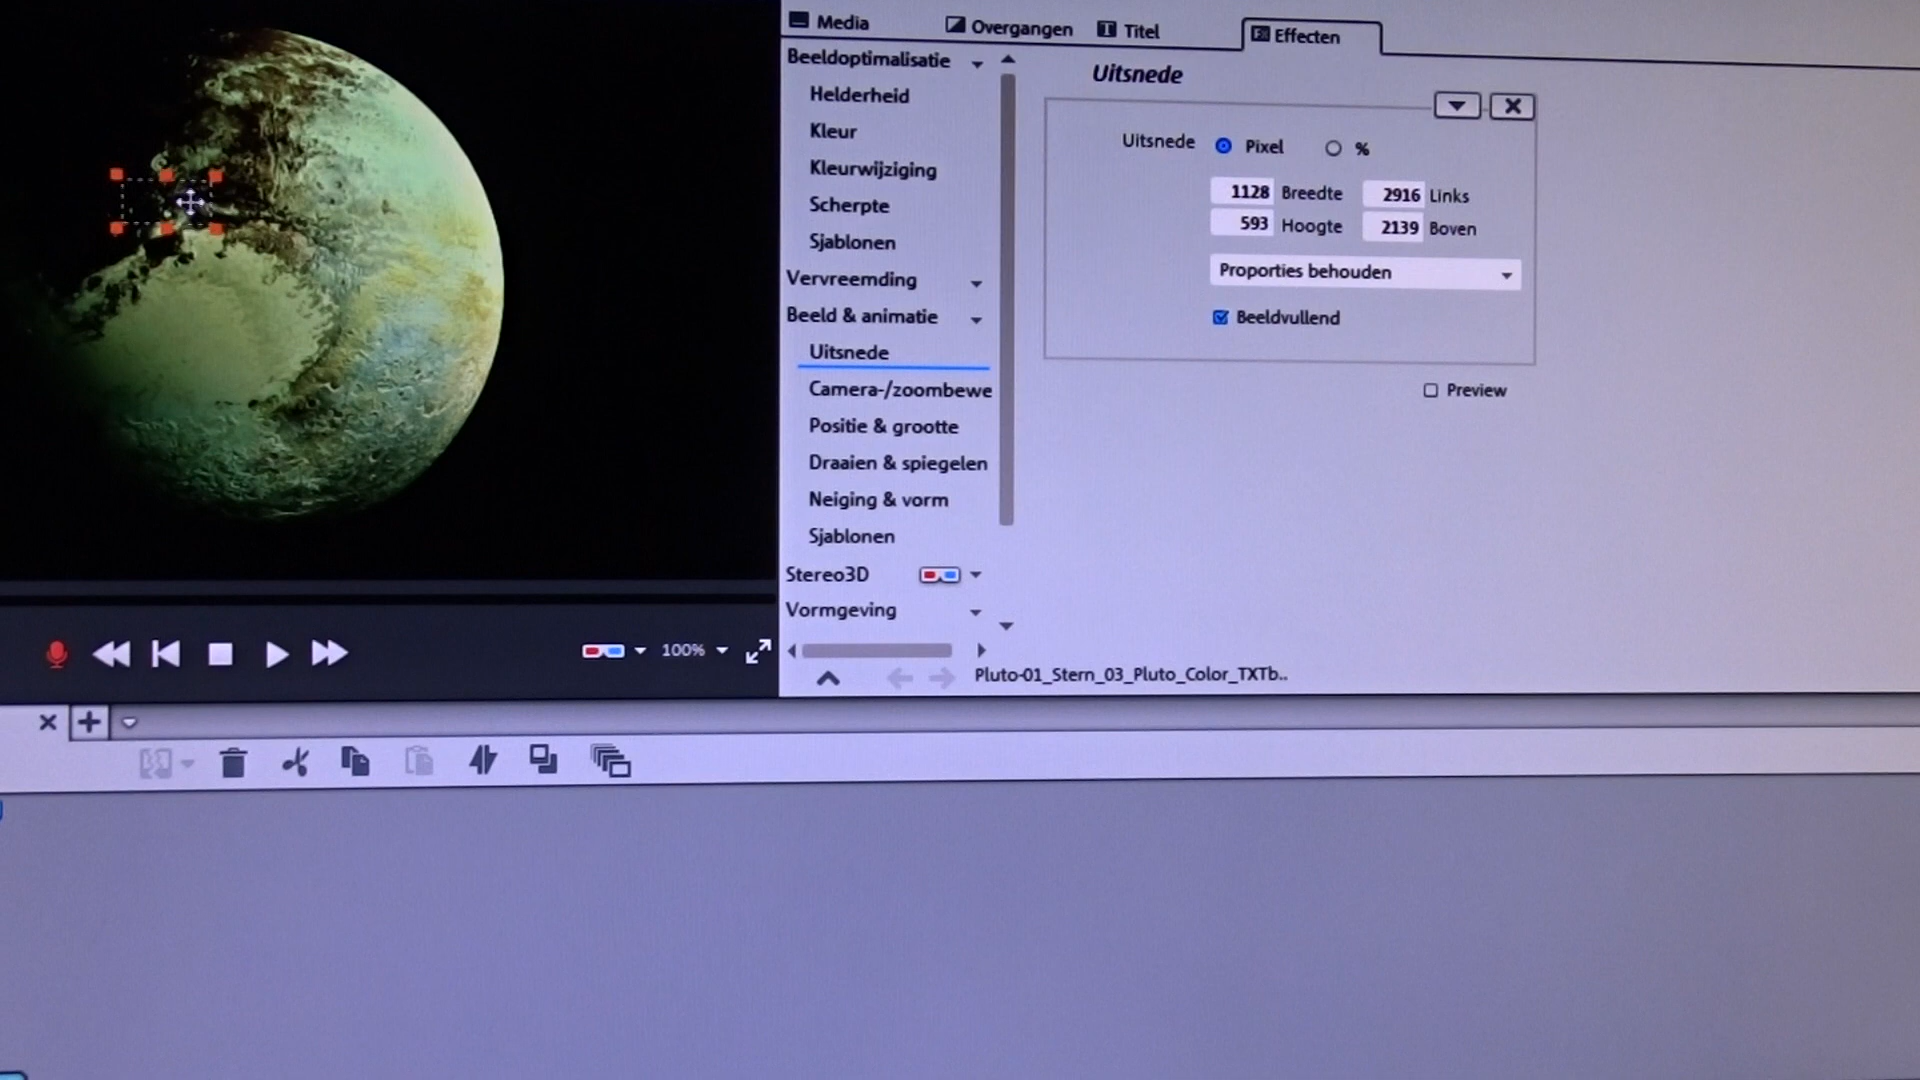 Media
Overgangen
Titel
Effecten
Beeldoptimalisatie
Helderheid
Kleur
Kleurwijziging
Scherpte
Sjablonen
Vervreemding
Beeld & animatie
Uitsnede
Camera-/zoombewe
Positie & grootte
Draaien & spiegelen
Neiging & vorm
Sjablonen
Stereo3D
Vormgeving
Uitsnede
Uitsnede Pixel %
1128 Breedte 2916 Links
593 Hoogte 2139 Boven
Proporties behouden
Beeldvullend
Preview
100%
Pluto-01_Stern_03_Pluto_Color_TXTb..